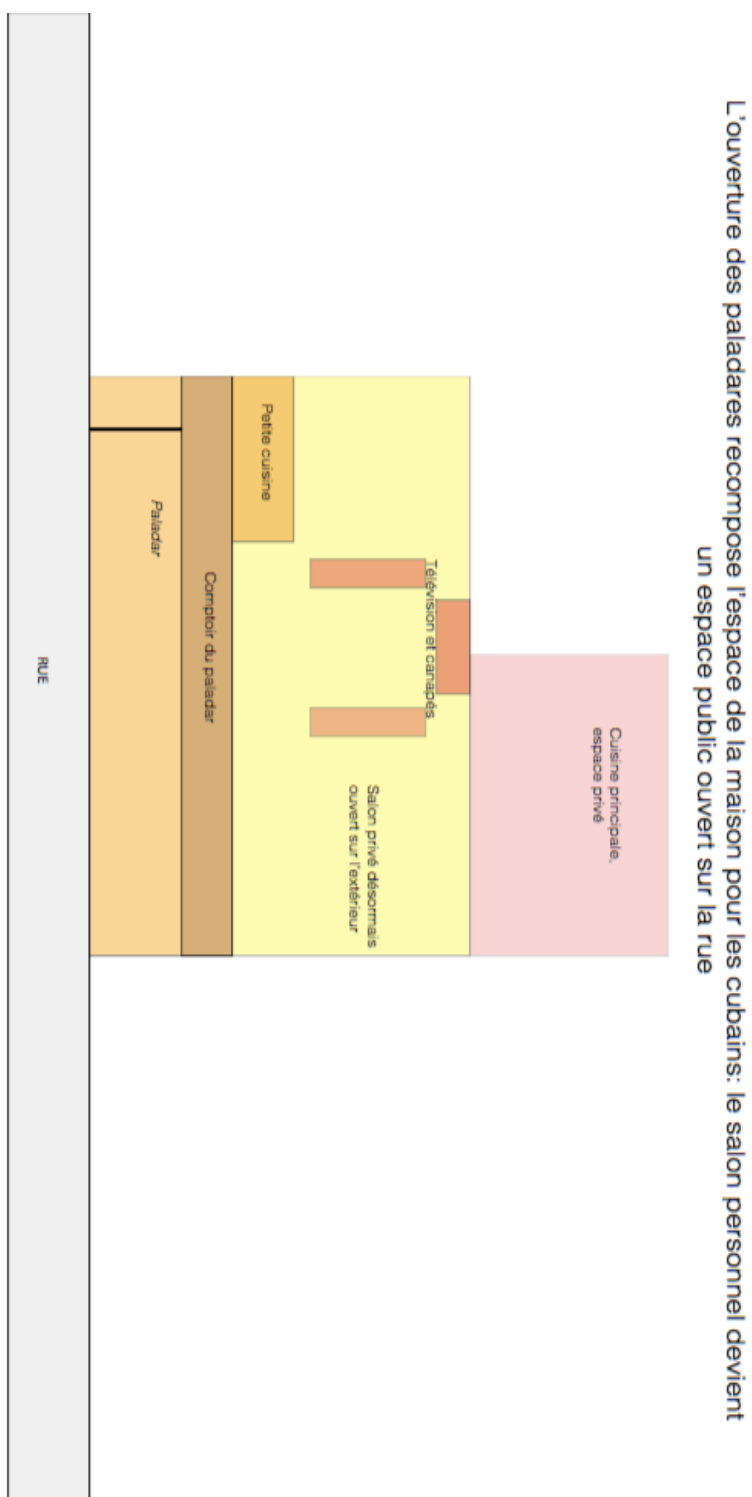 L'ouverture des paladares recompose l'espace de la maison pour les cubains: le salon personnel devient
un espace public ouvert sur la rue
Cuisine principale,
espace privé
Télévision et canapés
Salon privé désormais
ouvert sur l'extérieur
Petite cuisine
Comptoir du paladar
Paladar
RUE